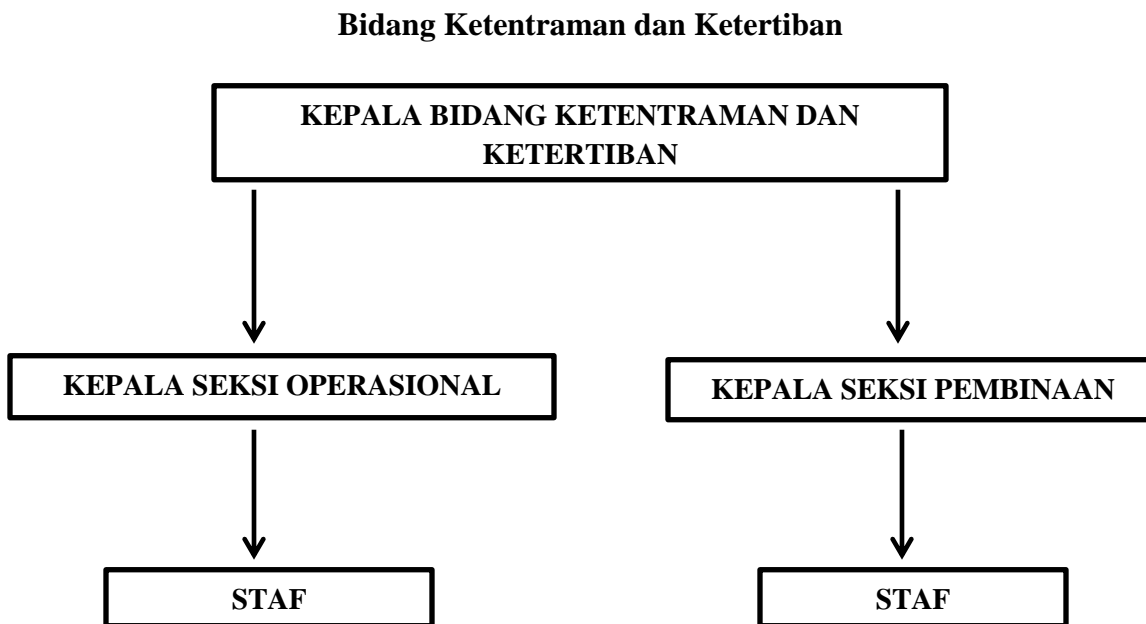 Bidang Ketentraman dan Ketertiban
KEPALA BIDANG KETENTRAMAN DAN
KETERTIBAN
KEPALA SEKSI OPERASIONAL
KEPALA SEKSI PEMBINAAN
STAF
STAF